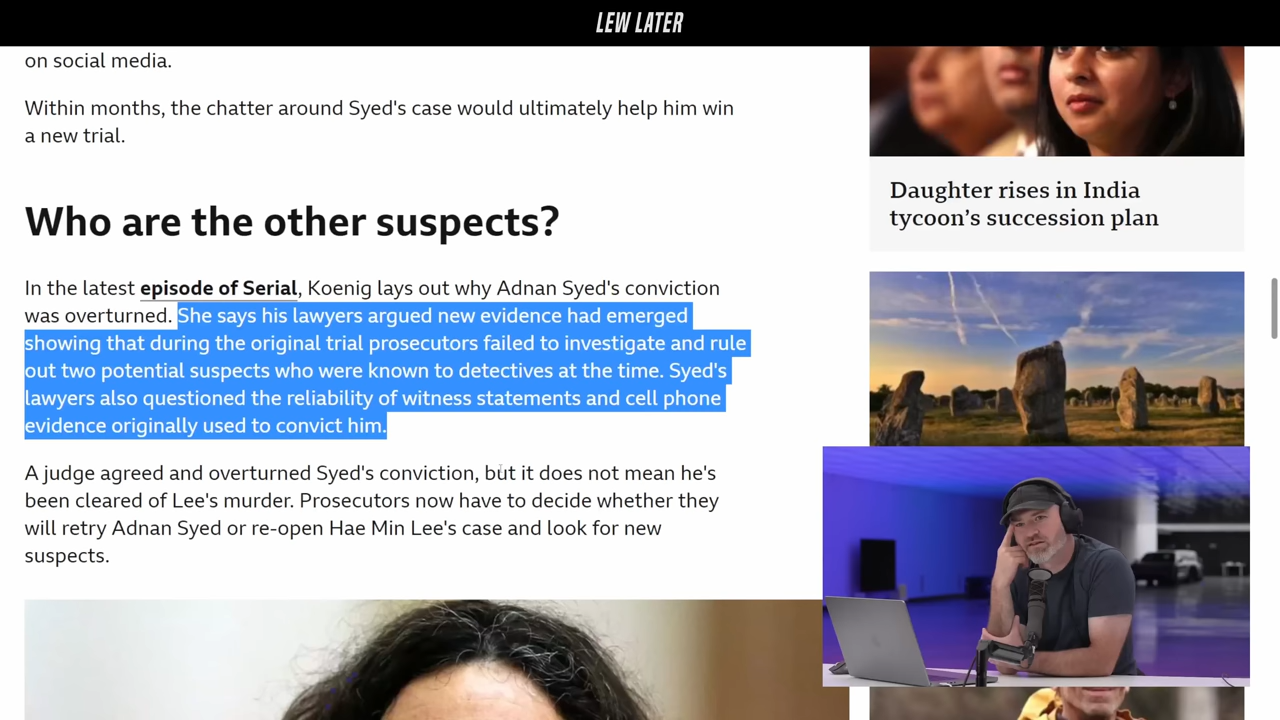 LEW LATER
on social media.
Within months, the chatter around Syed's case would ultimately help him win
a new trial.
Who are the other suspects?
In the latest episode of Serial, Koenig lays out why Adnan Syed's conviction
was overturned. She says his lawyers argued new evidence had emerged
showing that during the original trial prosecutors failed to investigate and rule
out two potential suspects who were known to detectives at the time. Syed's
lawyers also questioned the reliability of witness statements and cell phone
evidence originally used to convict him.
A judge agreed and overturned Syed's conviction, but it does not mean he's
been cleared of Lee's murder. Prosecutors now have to decide whether they
will retry Adnan Syed or re-open Hae Min Lee's case and look for new
suspects.
Daughter rises in India
tycoon’s succession plan